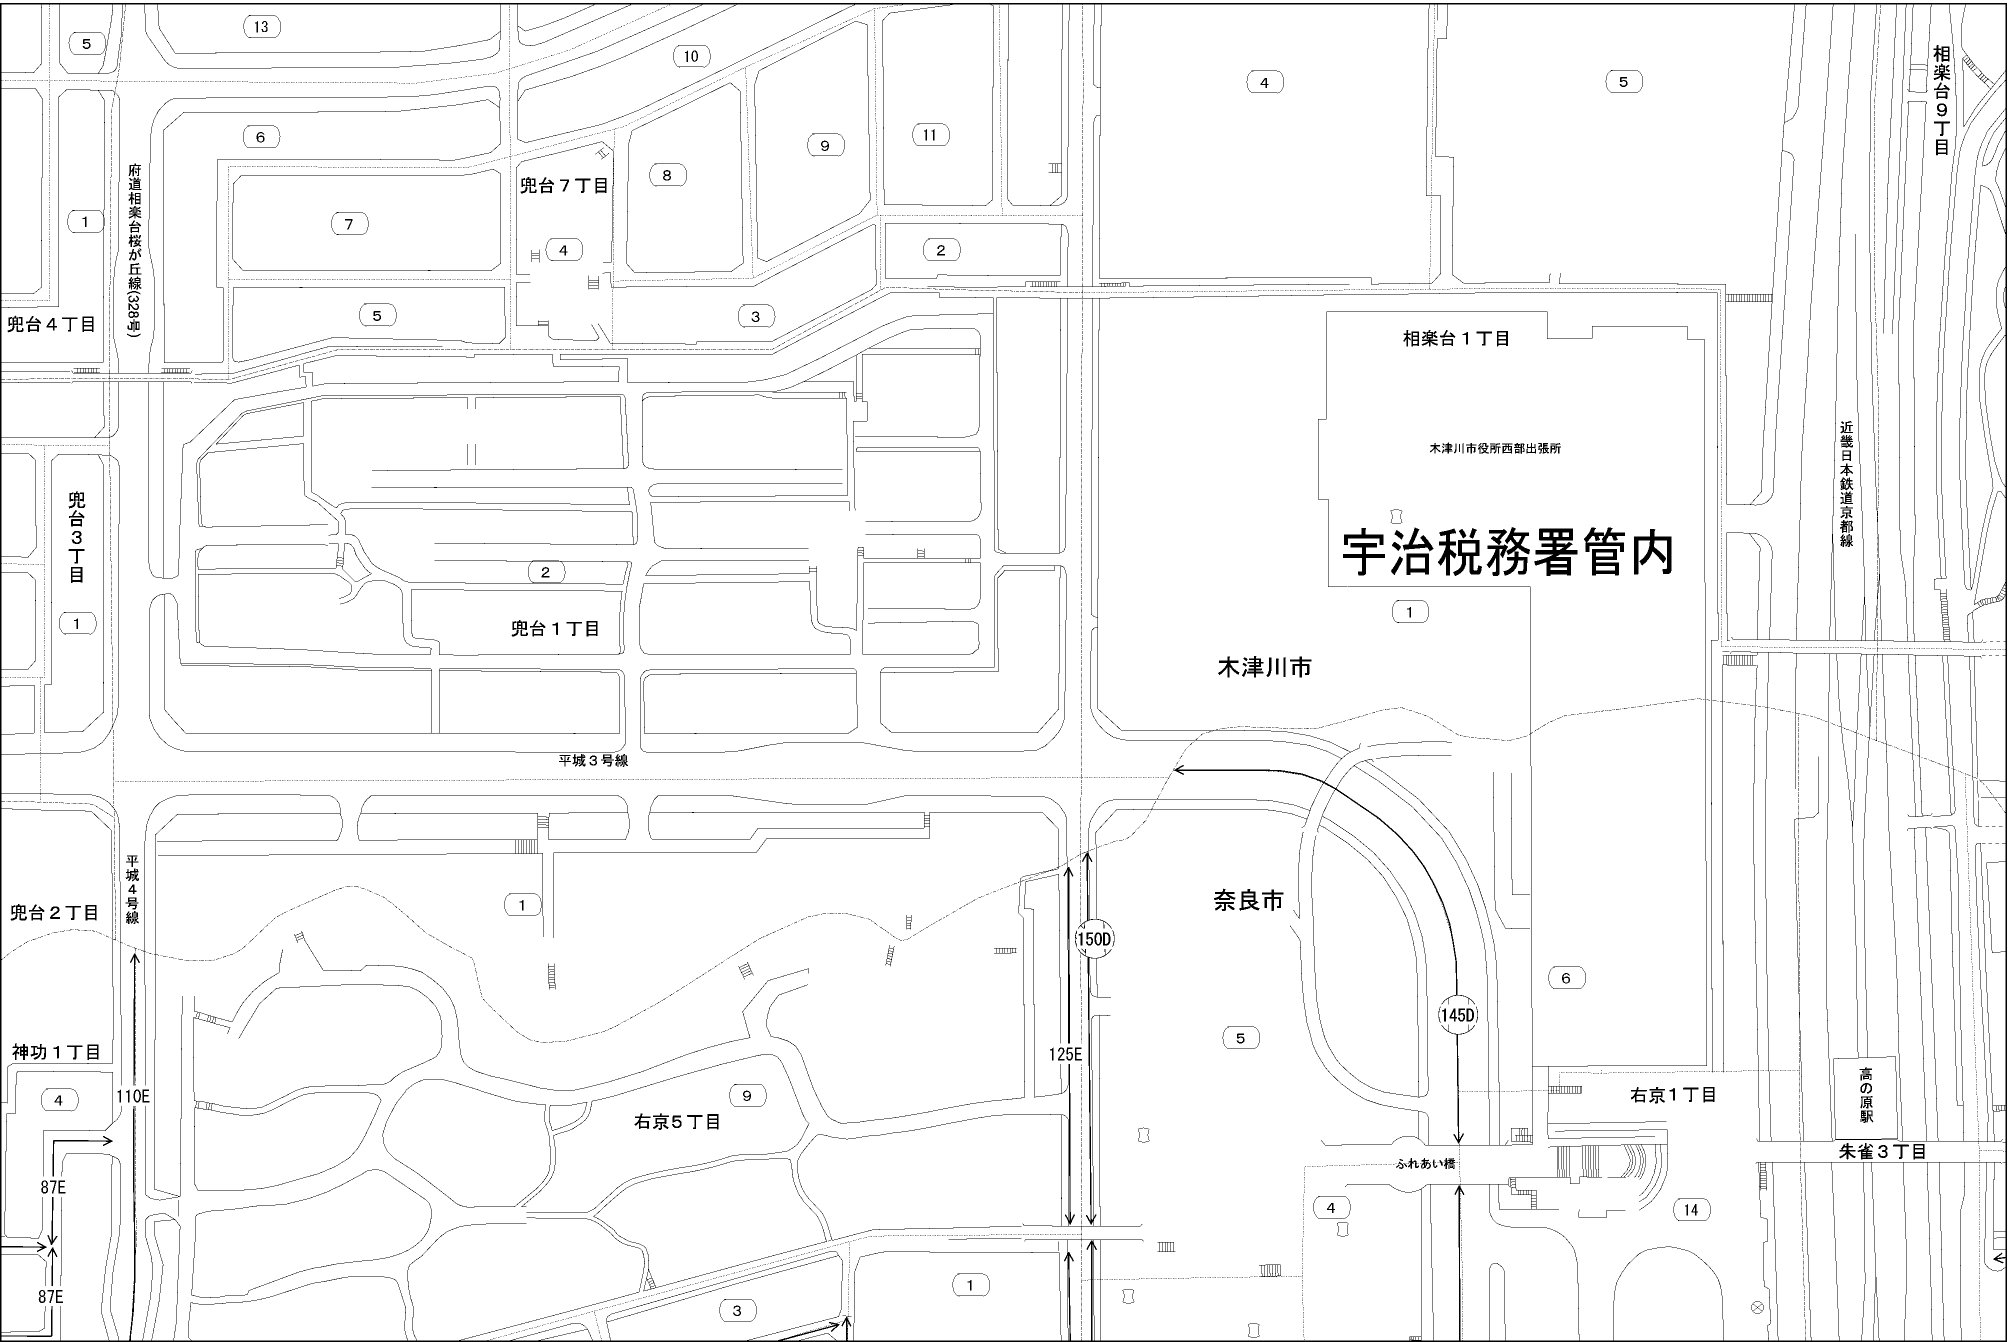 13
5
10
4
5
相楽台9丁目
6
11
9
8
兜台7丁目
府道相楽台桜が丘線(328号)
1
7
4
2
5
3
兜台4丁目
相楽台1丁目
木津川市役所西部出張所
近畿日本鉄道京都線
兜台3丁目
宇治税務署管内
2
1
1
兜台1丁目
木津川市
平城3号線
平城4号線
兜台2丁目
1
奈良市
150D
6
145D
5
神功1丁目
125E
4
110E
9
右京5丁目
右京1丁目
高の原駅
ふれあい橋
朱雀3丁目
87E
4
14
1
87E
3